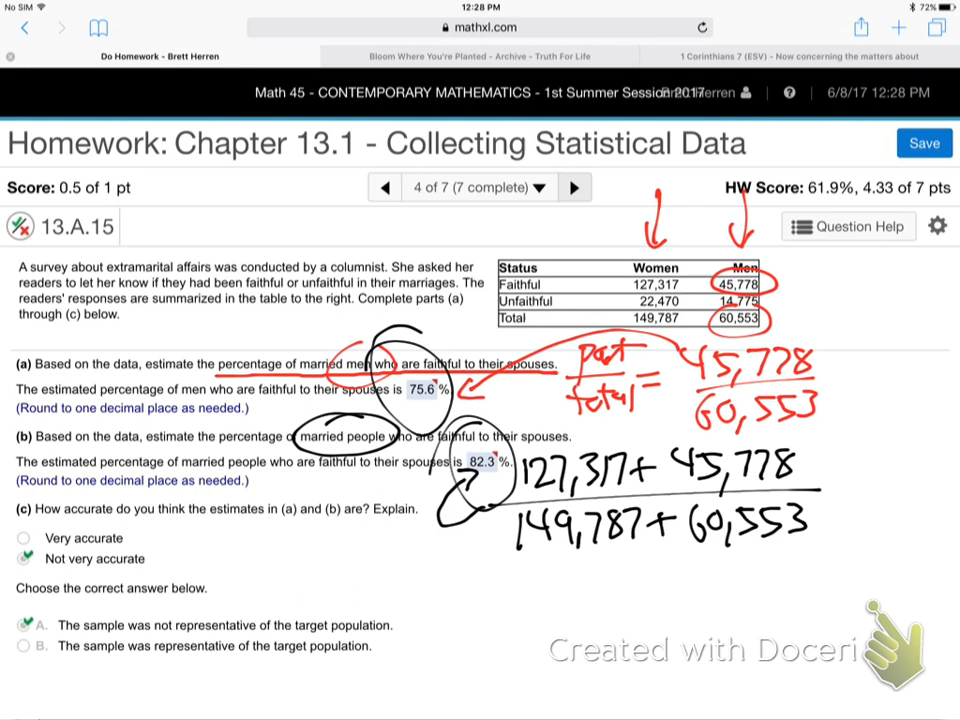 No SIM 12:28 PM 72%
mathxl.com
Do Homework - Brett Herren Bloom Where You're Planted - Archive - Truth For Life 1 Corinthians 7 (ESV) - Now concerning the matters about
Math 45 - CONTEMPORARY MATHEMATICS - 1st Summer Session 2017 Herren 6/8/17 12:28 PM
Homework: Chapter 13.1 - Collecting Statistical Data Save
Score: 0.5 of 1 pt 4 of 7 (7 complete) HW Score: 61.9%, 4.33 of 7 pts
13.A.15 Question Help
A survey about extramarital affairs was conducted by a columnist. She asked her
readers to let her know if they had been faithful or unfaithful in their marriages. The
readers' responses are summarized in the table to the right. Complete parts (a)
through (c) below.
Status Women Men
Faithful 127,317 45,778
Unfaithful 22,470 14,775
Total 149,787 60,553
(a) Based on the data, estimate the percentage of married men who are faithful to their spouses.
The estimated percentage of men who are faithful to their spouses is 75.6 %.
(Round to one decimal place as needed.)
part = 45,778
total 60,553
(b) Based on the data, estimate the percentage of married people who are faithful to their spouses.
The estimated percentage of married people who are faithful to their spouses is 82.3 %.
(Round to one decimal place as needed.)
127,317 + 45,778
149,787 + 60,553
(c) How accurate do you think the estimates in (a) and (b) are? Explain.
Very accurate
Not very accurate
Choose the correct answer below.
A. The sample was not representative of the target population.
B. The sample was representative of the target population.
Created with Doceri